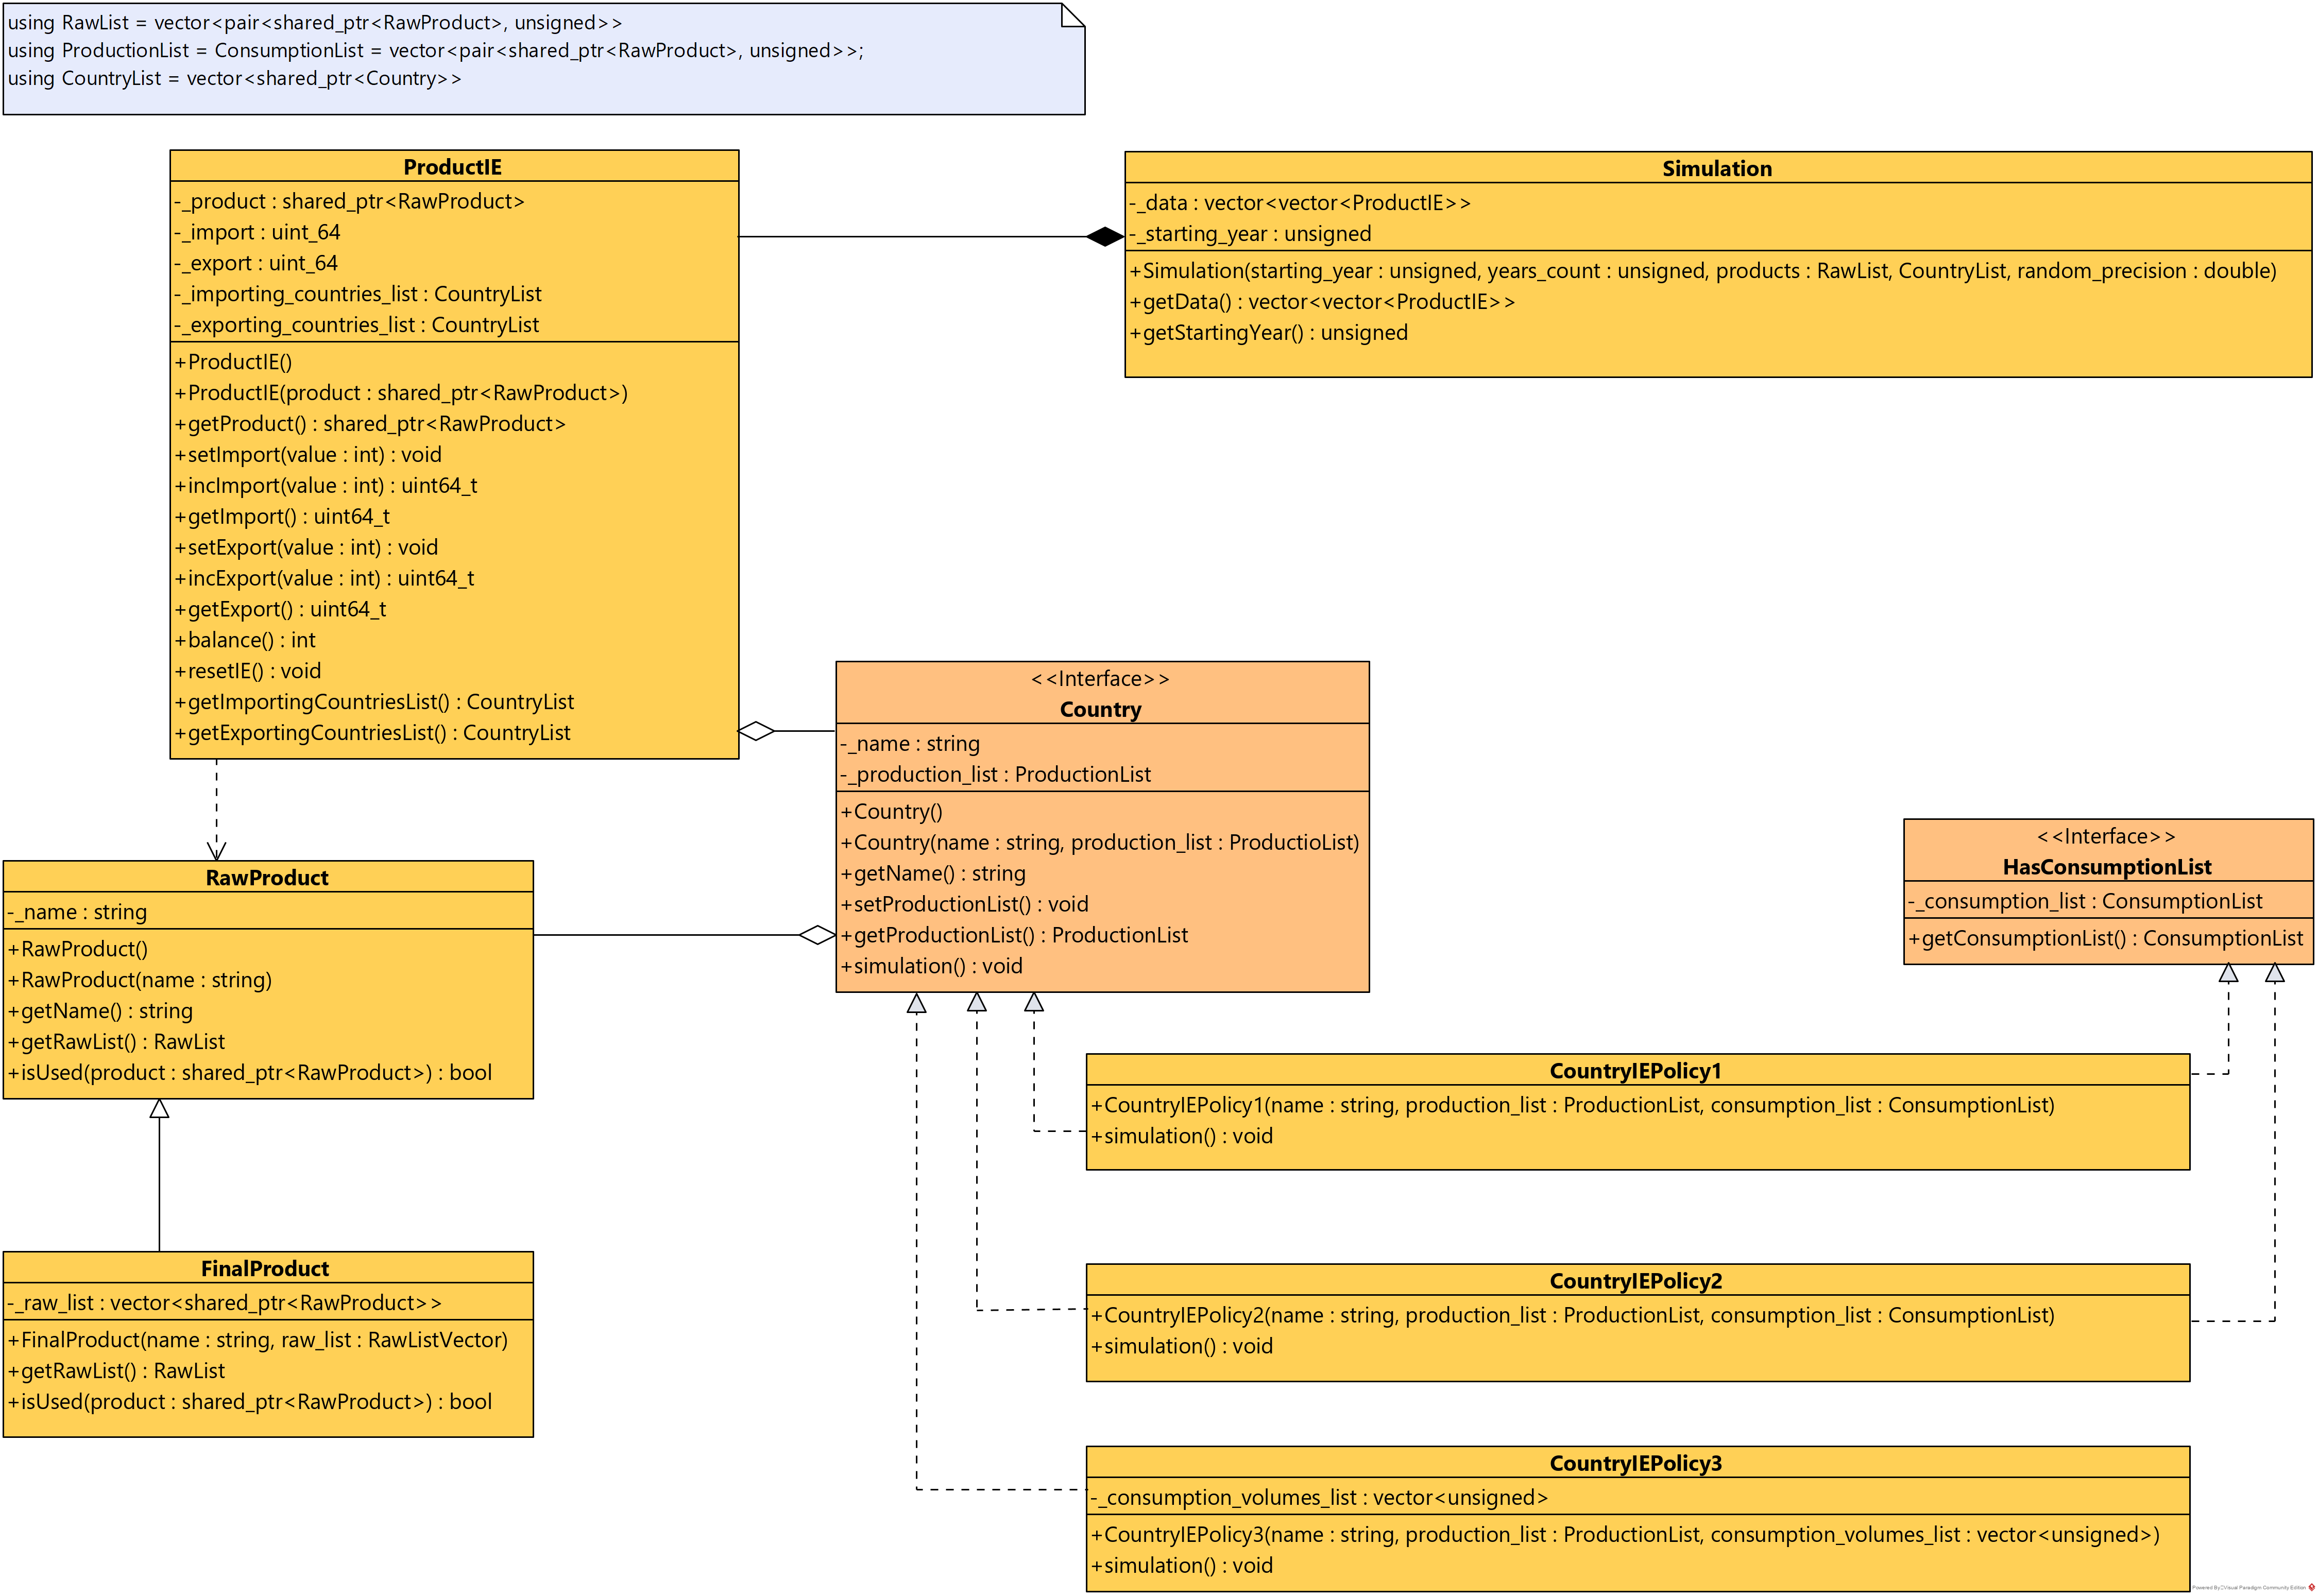 using RawList = vector<pair<shared_ptr<RawProduct>, unsigned>>
using ProductionList = ConsumptionList = vector<pair<shared_ptr<RawProduct>, unsigned>>;
using CountryList = vector<shared_ptr<Country>>
ProductIE
-_product : shared_ptr<RawProduct>
-_import : uint_64
-_export : uint_64
-_importing_countries_list : CountryList
-_exporting_countries_list : CountryList
+ProductIE()
+ProductIE(product : shared_ptr<RawProduct>)
+getProduct() : shared_ptr<RawProduct>
+setImport(value : int) : void
+incImport(value : int) : uint64_t
+getImport() : uint64_t
+setExport(value : int) : void
+incExport(value : int) : uint64_t
+getExport() : uint64_t
+balance() : int
+resetIE() : void
+getImportingCountriesList() : CountryList
+getExportingCountriesList() : CountryList
Simulation
-_data : vector<vector<ProductIE>>
-_starting_year : unsigned
+Simulation(starting_year : unsigned, years_count : unsigned, products : RawList, CountryList, random_precision : double)
+getData() : vector<vector<ProductIE>>
+getStartingYear() : unsigned
<<Interface>>
Country
-_name : string
-_production_list : ProductionList
+Country()
+Country(name : string, production_list : ProductioList)
+getName() : string
+setProductionList() : void
+getProductionList() : ProductionList
+simulation() : void
<<Interface>>
HasConsumptionList
-_consumption_list : ConsumptionList
+getConsumptionList() : ConsumptionList
RawProduct
-_name : string
+RawProduct()
+RawProduct(name : string)
+getName() : string
+getRawList() : RawList
+isUsed(product : shared_ptr<RawProduct>) : bool
CountryIEPolicy1
+CountryIEPolicy1(name : string, production_list : ProductionList, consumption_list : ConsumptionList)
+simulation() : void
FinalProduct
-_raw_list : vector<shared_ptr<RawProduct>>
+FinalProduct(name : string, raw_list : RawListVector)
+getRawList() : RawList
+isUsed(product : shared_ptr<RawProduct>) : bool
CountryIEPolicy2
+CountryIEPolicy2(name : string, production_list : ProductionList, consumption_list : ConsumptionList)
+simulation() : void
CountryIEPolicy3
-_consumption_volumes_list : vector<unsigned>
+CountryIEPolicy3(name : string, production_list : ProductionList, consumption_volumes_list : vector<unsigned>)
+simulation() : void
Powered By Visual Paradigm Community Edition